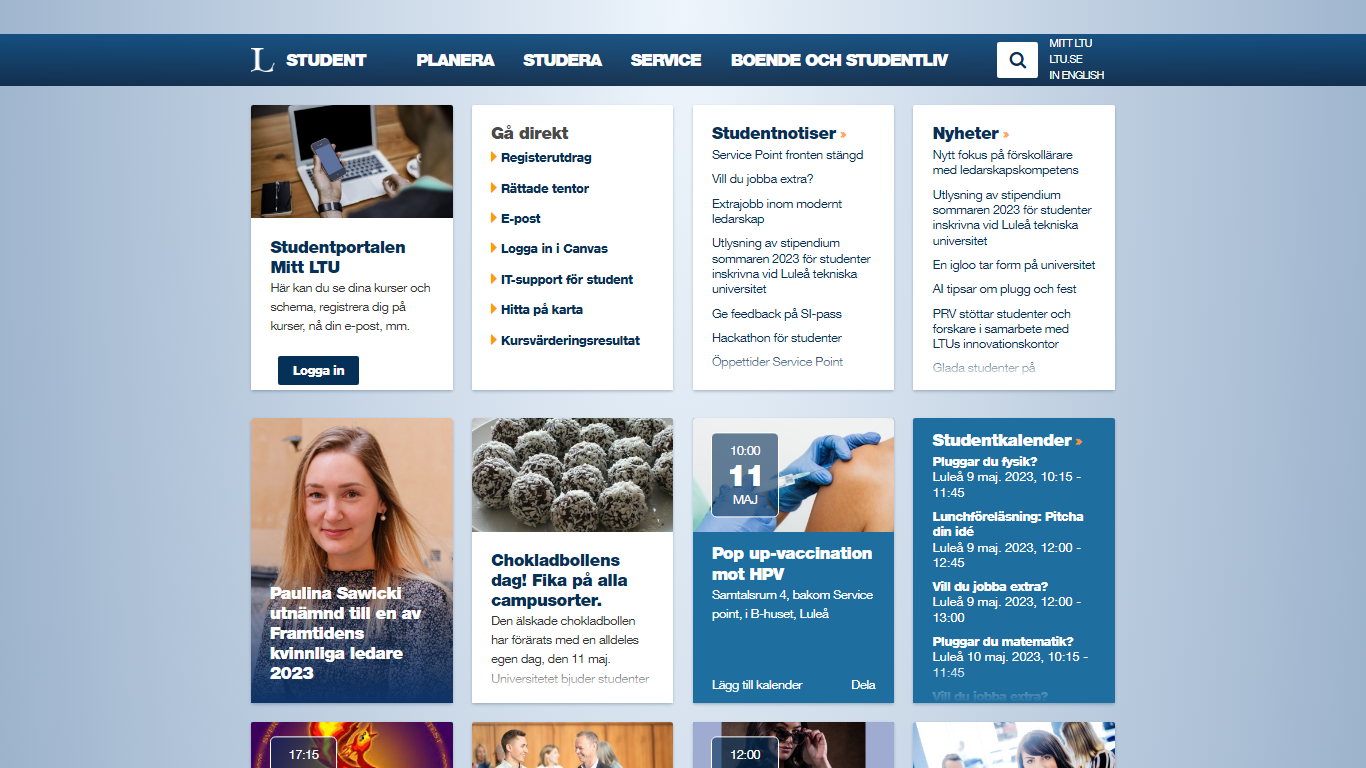 L STUDENT PLANERA STUDERA SERVICE BOENDE OCH STUDENTLIV
MITT LTU
LTU.SE
IN ENGLISH
Studentportalen
Mitt LTU
Här kan du se dina kurser och
schema, registrera dig på
kurser, nå din e-post, mm.
Logga in
Gå direkt
Registerutdrag
Rättade tentor
E-post
Logga in i Canvas
IT-support för student
Hitta på karta
Kursvärderingsresultat
Studentnotiser »
Service Point fronten stängd
Vill du jobba extra?
Extrajobb inom modernt
ledarskap
Utlysning av stipendium
sommaren 2023 för studenter
inskrivna vid Luleå tekniska
universitet
Ge feedback på SI-pass
Hackathon för studenter
Öppettider Service Point
Nyheter »
Nytt fokus på förskollärare
med ledarskapskompetens
Utlysning av stipendium
sommaren 2023 för studenter
inskrivna vid Luleå tekniska
universitet
En igloo tar form på universitet
AI tipsar om plugg och fest
PRV stöttar studenter och
forskare i samarbete med
LTUs innovationskontor
Glada studenter på
Paulina Sawicki
utnämnd till en av
Framtidens
kvinnliga ledare
2023
Chokladbollens
dag! Fika på alla
campusorter.
Den älskade chokladbollen
har förärats med en alldeles
egen dag, den 11 maj.
Universitetet bjuder studenter
10:00
11
MAJ
Pop up-vaccination
mot HPV
Samtalsrum 4, bakom Service
point, i B-huset, Luleå
Lägg till kalender Dela
Studentkalender »
Pluggar du fysik?
Luleå 9 maj. 2023, 10:15 -
11:45
Lunchföreläsning: Pitcha
din idé
Luleå 9 maj. 2023, 12:00 -
12:45
Vill du jobba extra?
Luleå 9 maj. 2023, 12:00 -
13:00
Pluggar du matematik?
Luleå 10 maj. 2023, 10:15 -
11:45
Vill du jobba extra?
17:15
12:00